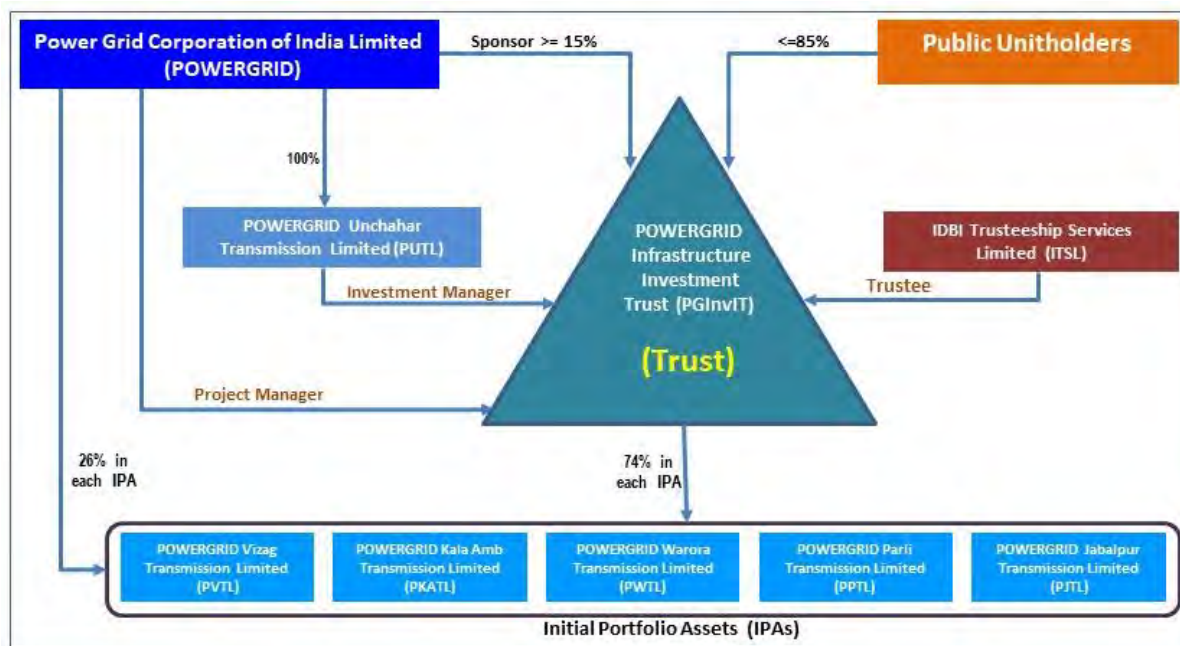 Power Grid Corporation of India Limited
(POWERGRID)
Sponsor >= 15%
<=85%
Public Unitholders
100%
POWERGRID Unchahar
Transmission Limited (PUTL)
POWERGRID
Infrastructure
Investment
Trust (PGInvIT)
(Trust)
IDBI Trusteeship Services
Limited (ITSL)
Investment Manager
Trustee
Project Manager
26% in
each IPA
74% in
each IPA
POWERGRID Vizag
Transmission Limited
(PVTL)
POWERGRID Kala Amb
Transmission Limited
(PKATL)
POWERGRID Warora
Transmission Limited
(PWTL)
POWERGRID Parli
Transmission Limited
(PPTL)
POWERGRID Jabalpur
Transmission Limited
(PJTL)
Initial Portfolio Assets (IPAs)